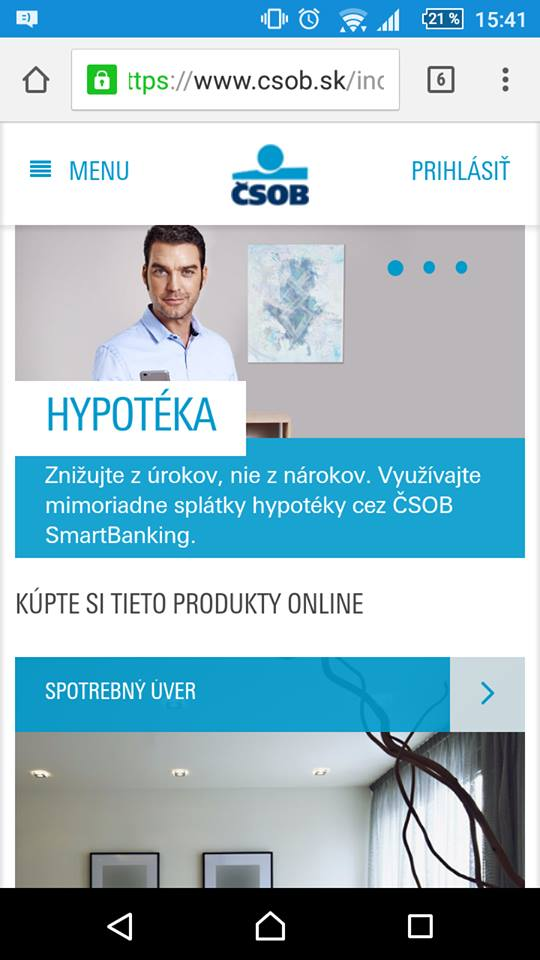 21 %
15:41
ttps://www.csob.sk/inc
6
MENU
ČSOB
PRIHLÁSIŤ
HYPOTÉKA
Znižujte z úrokov, nie z nárokov. Využívajte
mimoriadne splátky hypotéky cez ČSOB
SmartBanking.
KÚPTE SI TIETO PRODUKTY ONLINE
SPOTREBNÝ ÚVER